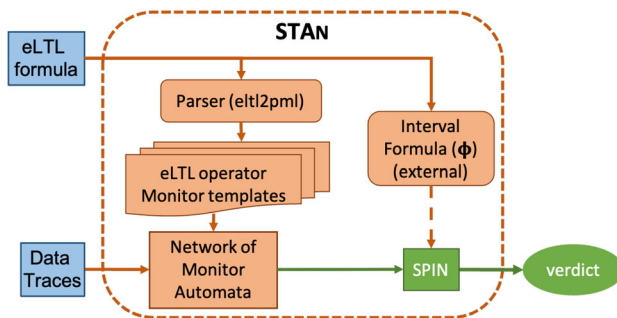 STAN
eLTL
formula
Parser (eltl2pml)
Interval
Formula (ɸ)
(external)
eLTL operator
Monitor templates
Data
Traces
Network of
Monitor
Automata
SPIN
verdict